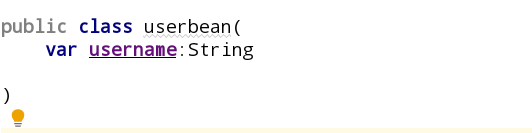 public class userbean(
    var username:String
)